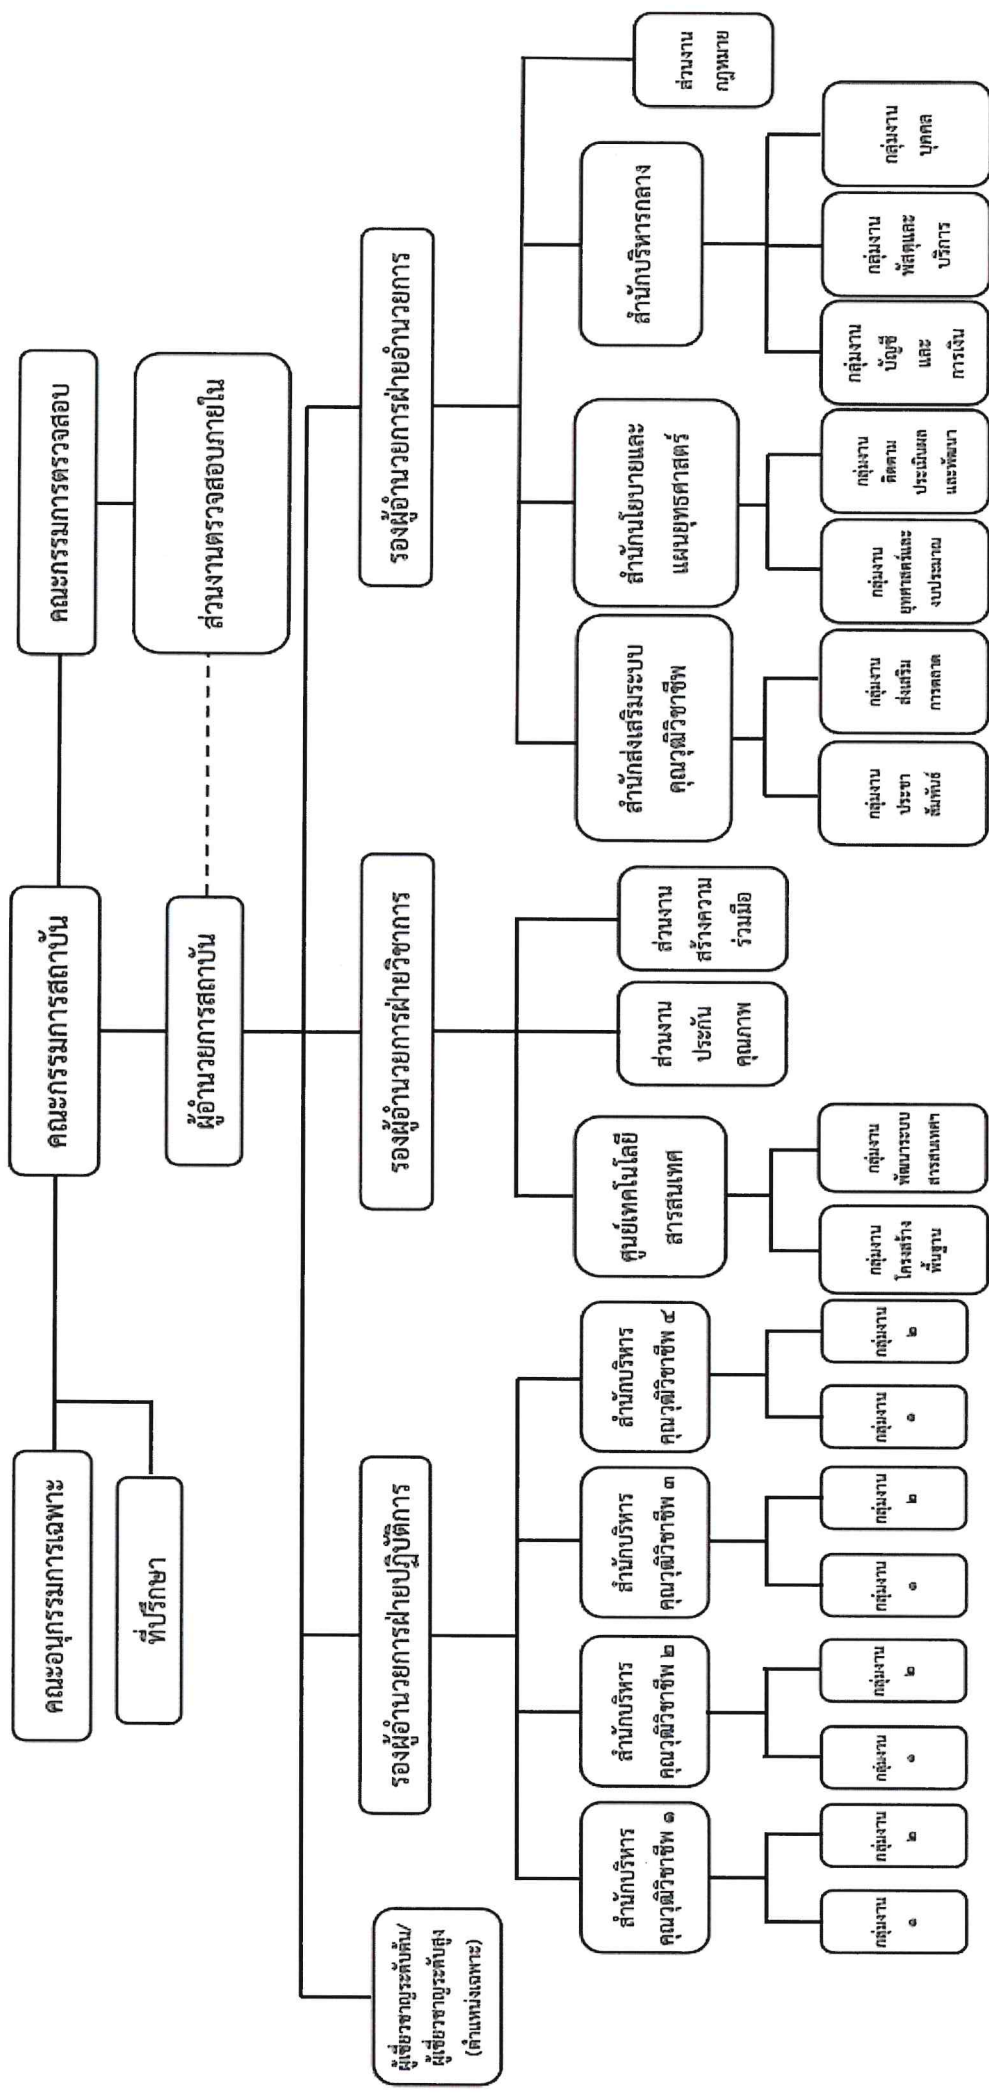 คณะอนุกรรมการเฉพาะ
คณะกรรมการสถาบัน
คณะกรรมการตรวจสอบ
ที่ปรึกษา
ผู้อำนวยการสถาบัน
ส่วนงานตรวจสอบภายใน
ผู้เชี่ยวชาญระดับต้น/
ผู้เชี่ยวชาญระดับสูง
(ตำแหน่งเฉพาะ)
รองผู้อำนวยการฝ่ายปฏิบัติการ
รองผู้อำนวยการฝ่ายวิชาการ
รองผู้อำนวยการฝ่ายอำนวยการ
สำนักบริหาร
คุณวุฒิวิชาชีพ ๑
สำนักบริหาร
คุณวุฒิวิชาชีพ ๒
สำนักบริหาร
คุณวุฒิวิชาชีพ ๓
สำนักบริหาร
คุณวุฒิวิชาชีพ ๔
ศูนย์เทคโนโลยี
สารสนเทศ
ส่วนงาน
ประกัน
คุณภาพ
ส่วนงาน
สร้างความ
ร่วมมือ
สำนักส่งเสริมระบบ
คุณวุฒิวิชาชีพ
สำนักนโยบายและ
แผนยุทธศาสตร์
สำนักบริหารกลาง
ส่วนงาน
กฎหมาย
กลุ่มงาน
๑
กลุ่มงาน
๒
กลุ่มงาน
๑
กลุ่มงาน
๒
กลุ่มงาน
๑
กลุ่มงาน
๒
กลุ่มงาน
๑
กลุ่มงาน
๒
กลุ่มงาน
โครงสร้าง
พื้นฐาน
กลุ่มงาน
พัฒนาระบบ
สารสนเทศฯ
กลุ่มงาน
ประชา
สัมพันธ์
กลุ่มงาน
ส่งเสริม
การตลาด
กลุ่มงาน
ยุทธศาสตร์และ
งบประมาณ
กลุ่มงาน
ติดตาม
ประเมินผล
และพัฒนา
กลุ่มงาน
บัญชี
และ
การเงิน
กลุ่มงาน
พัสดุและ
บริการ
กลุ่มงาน
บุคคล